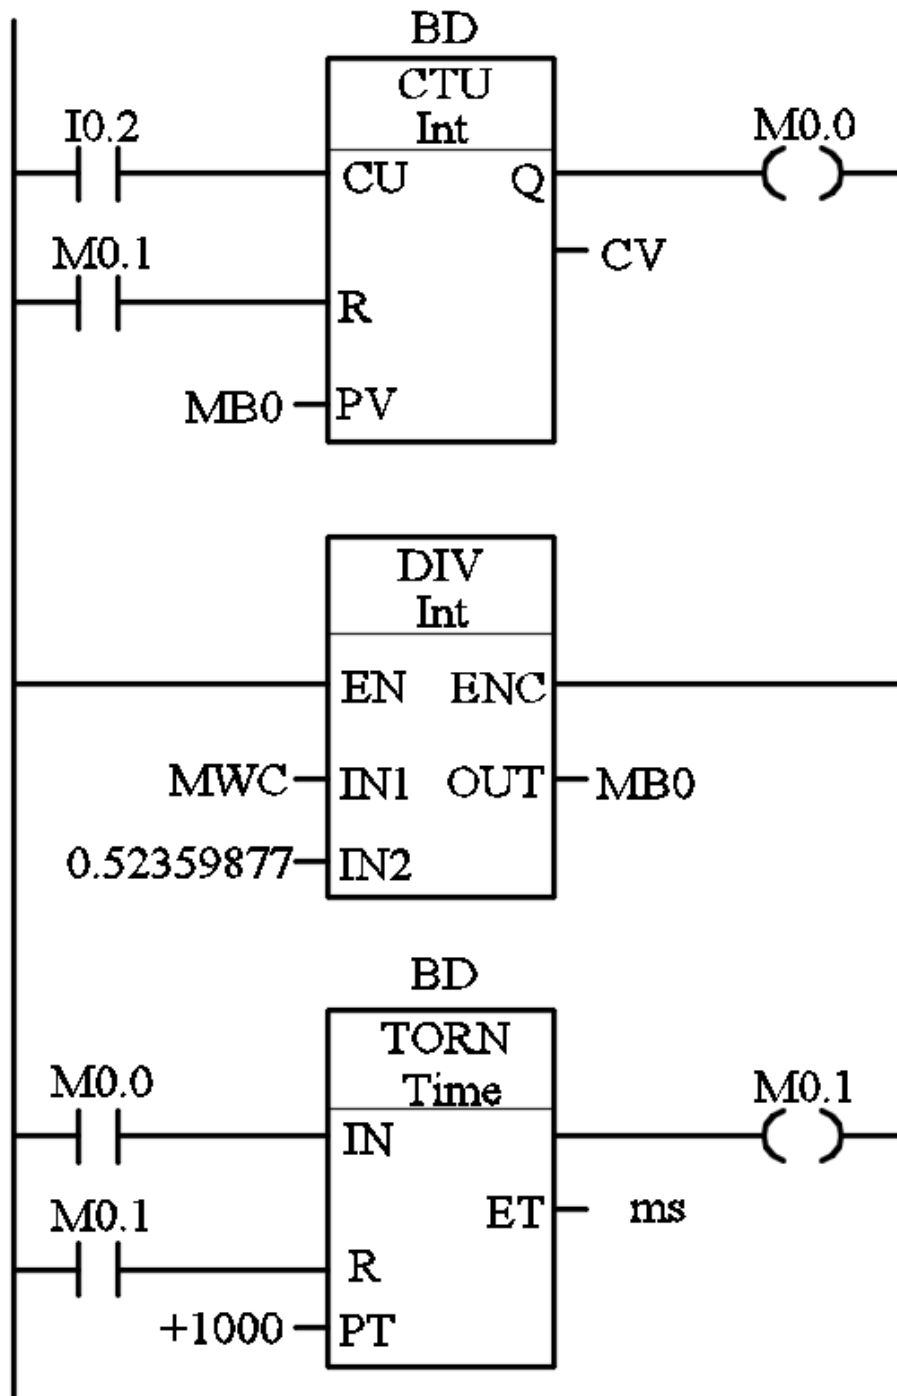 BD
CTU
Int
I0.2
M0.0
CU
Q
M0.1
CV
R
MB0
PV
DIV
Int
EN
ENC
MWC
IN1
OUT
MB0
0.52359877
IN2
BD
TORN
Time
M0.0
M0.1
IN
M0.1
ET
ms
R
+1000
PT